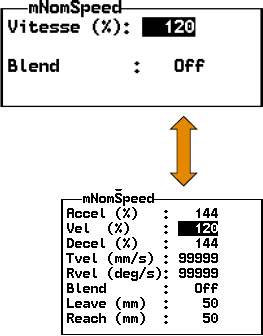 mNomSpeed
Vitesse (%): 120
Blend : Off
mNomSpeed
Accel (%) : 144
Vel (%) : 120
Decel (%) : 144
Tvel (mm/s) : 99999
Rvel (deg/s): 99999
Blend : Off
Leave (mm) : 50
Reach (mm) : 50